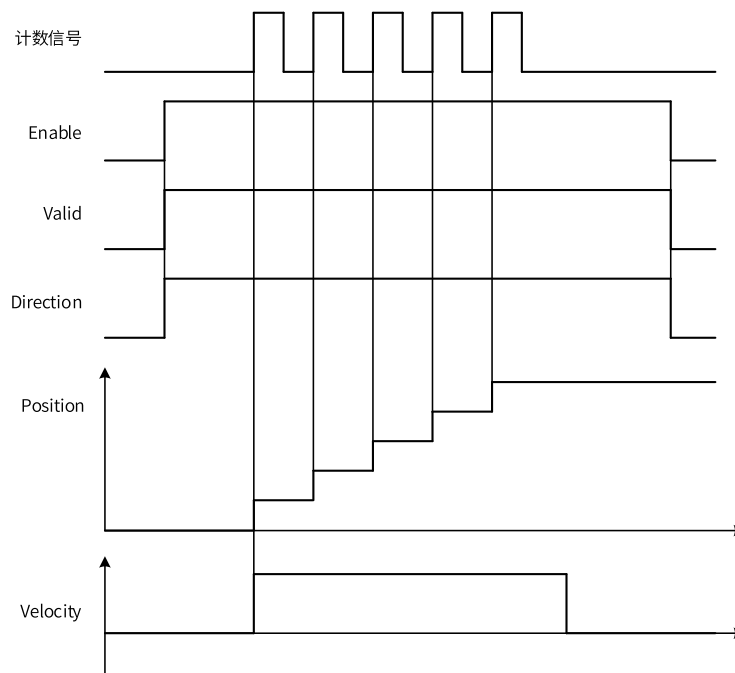 计数信号
Enable
Valid
Direction
Position
Velocity